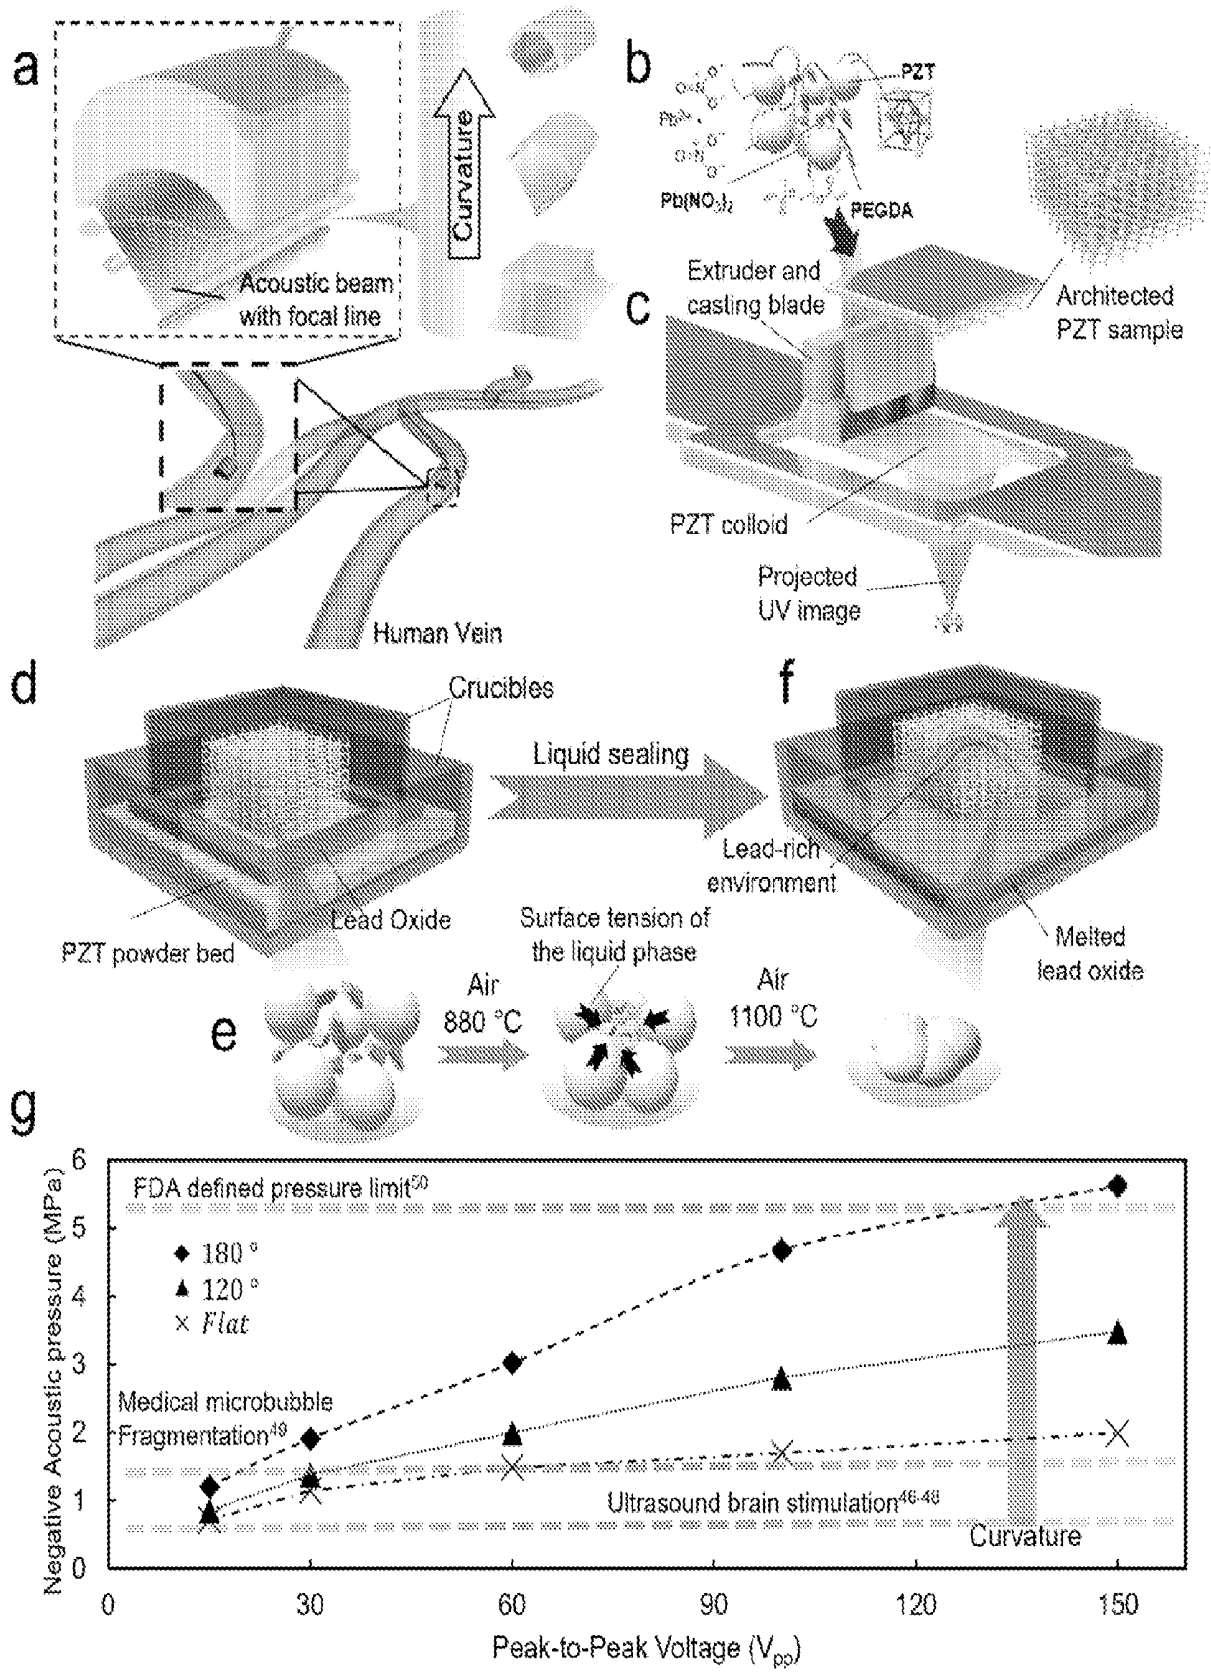 a
Curvature
Acoustic beam
with focal line
Human Vein
b
PZT
Pb²⁺
Pb(NO₃)₂
PEGDA
c
Extruder and
casting blade
Architected
PZT sample
PZT colloid
Projected
UV image
d
Crucibles
Lead Oxide
PZT powder bed
Liquid sealing
f
Lead-rich
environment
Melted
lead oxide
e
Air
880 °C
Surface tension of
the liquid phase
Air
1100 °C
g
Negative Acoustic pressure (MPa)
6
5
4
3
2
1
0
FDA defined pressure limit⁵⁰
180 °
120 °
Flat
Medical microbubble
Fragmentation⁴⁹
Ultrasound brain stimulation⁴⁶⁻⁴⁸
Curvature
0 30 60 90 120 150
Peak-to-Peak Voltage (Vpp)